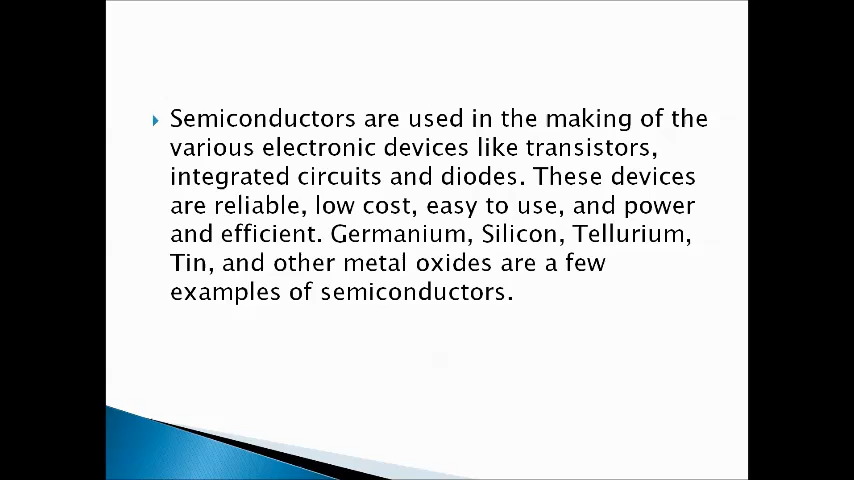 Semiconductors are used in the making of the
various electronic devices like transistors,
integrated circuits and diodes. These devices
are reliable, low cost, easy to use, and power
and efficient. Germanium, Silicon, Tellurium,
Tin, and other metal oxides are a few
examples of semiconductors.